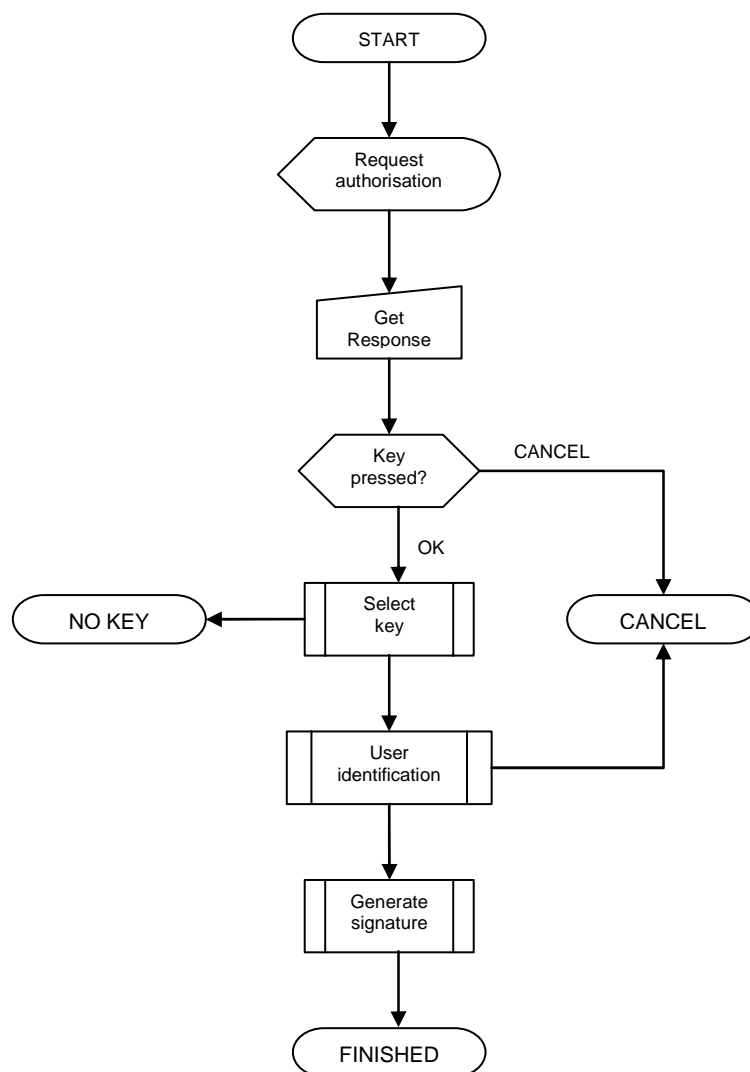 START
Request
authorisation
Get
Response
Key
pressed?
CANCEL
OK
NO KEY
Select
key
CANCEL
User
identification
Generate
signature
FINISHED